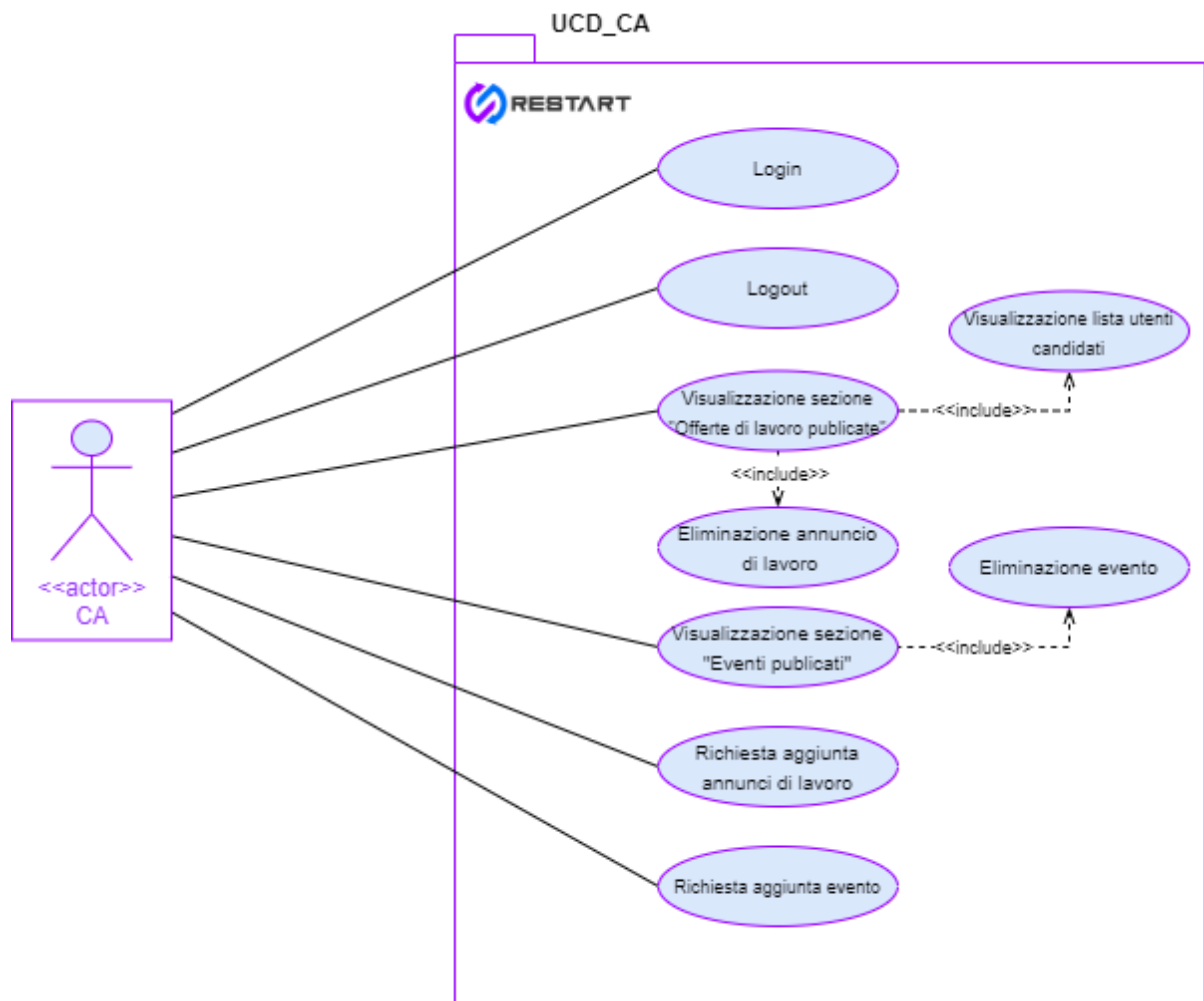 UCD_CA
RESTART
Login
Logout
Visualizzazione lista utenti
candidati
Visualizzazione sezione
"Offerte di lavoro publicate"
<<include>>
<<include>>
Eliminazione annuncio
di lavoro
Eliminazione evento
<<actor>>
CA
Visualizzazione sezione
"Eventi publicati"
<<include>>
Richiesta aggiunta
annunci di lavoro
Richiesta aggiunta evento